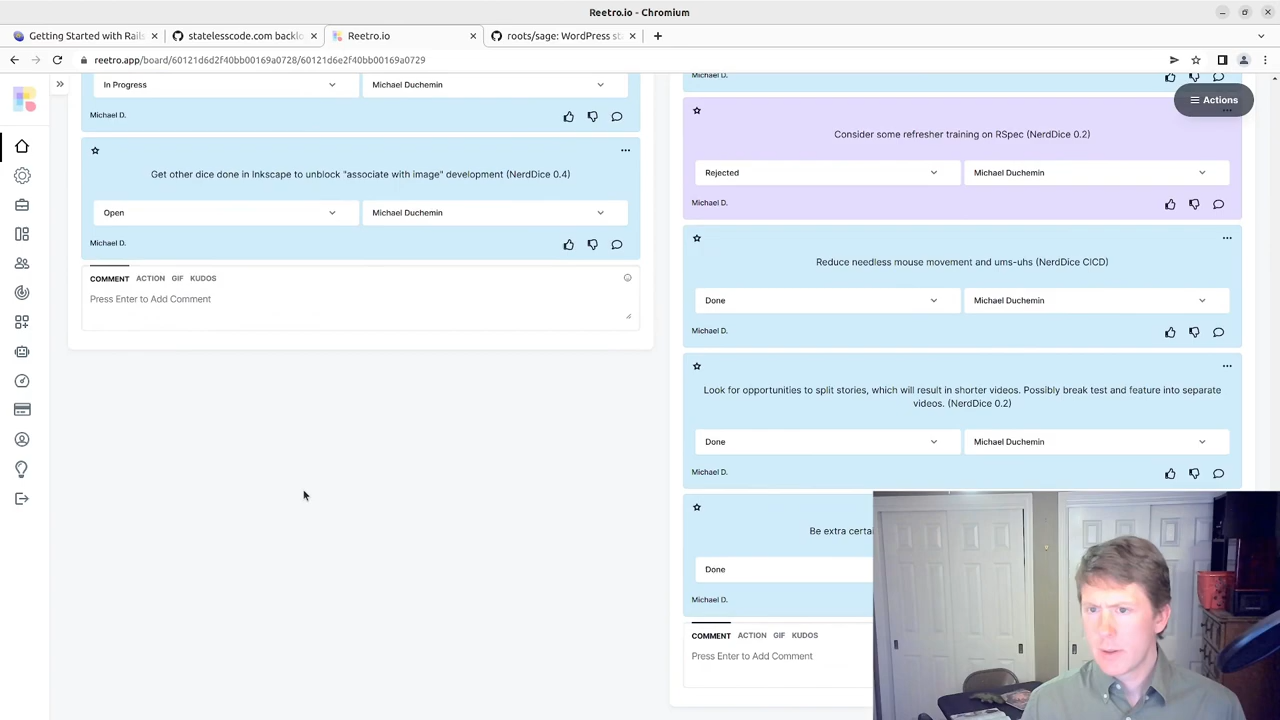 Reetro.io - Chromium
Getting Started with Rails
statelesscode.com backlo
Reetro.io
roots/sage: WordPress sta
reetro.app/board/60121d6d2f40bb00169a0728/60121d6e2f40bb00169a0729
In Progress
Michael Duchemin
Michael D.
Get other dice done in Inkscape to unblock "associate with image" development (NerdDice 0.4)
Open
Michael Duchemin
Michael D.
COMMENT ACTION GIF KUDOS
Press Enter to Add Comment
Michael D.
Actions
Consider some refresher training on RSpec (NerdDice 0.2)
Rejected
Michael Duchemin
Michael D.
Reduce needless mouse movement and ums-uhs (NerdDice CICD)
Done
Michael Duchemin
Michael D.
Look for opportunities to split stories, which will result in shorter videos. Possibly break test and feature into separate
videos. (NerdDice 0.2)
Done
Michael Duchemin
Michael D.
Be extra certai
Done
Michael D.
COMMENT ACTION GIF KUDOS
Press Enter to Add Comment